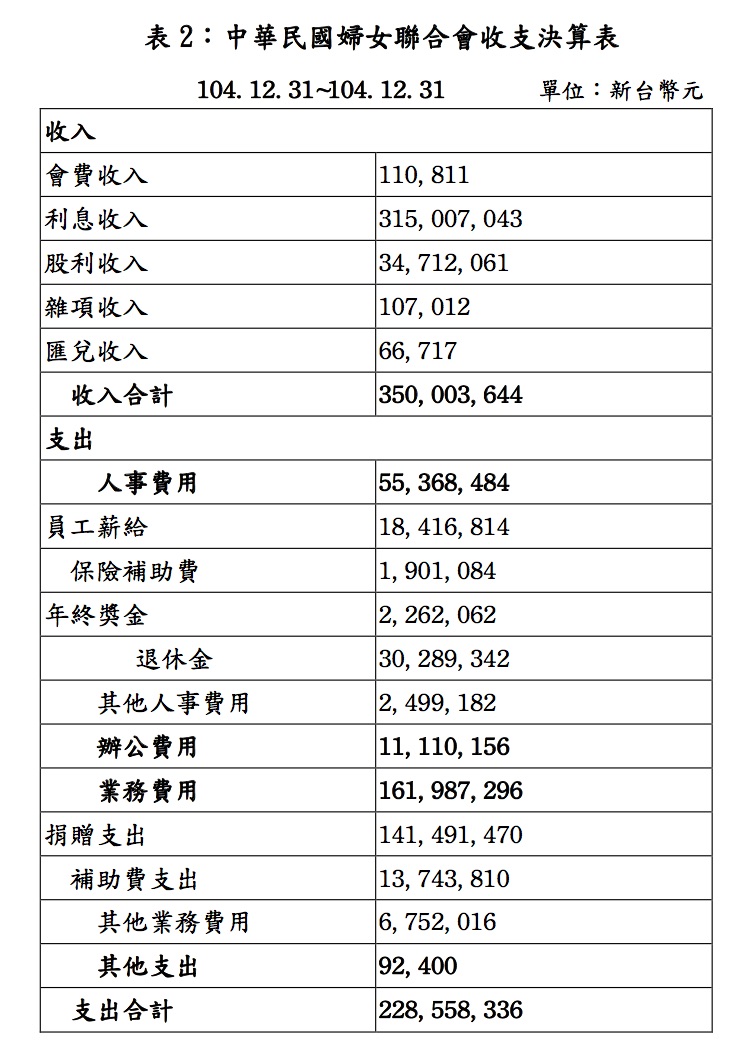 表 2：中華民國婦女聯合會收支決算表
104.12.31~104.12.31 單位：新台幣元
收入
會費收入 110,811
利息收入 315,007,043
股利收入 34,712,061
雜項收入 107,012
匯兌收入 66,717
收入合計 350,003,644
支出
人事費用 55,368,484
員工薪給 18,416,814
保險補助費 1,901,084
年終獎金 2,262,062
退休金 30,289,342
其他人事費用 2,499,182
辦公費用 11,110,156
業務費用 161,987,296
捐贈支出 141,491,470
補助費支出 13,743,810
其他業務費用 6,752,016
其他支出 92,400
支出合計 228,558,336